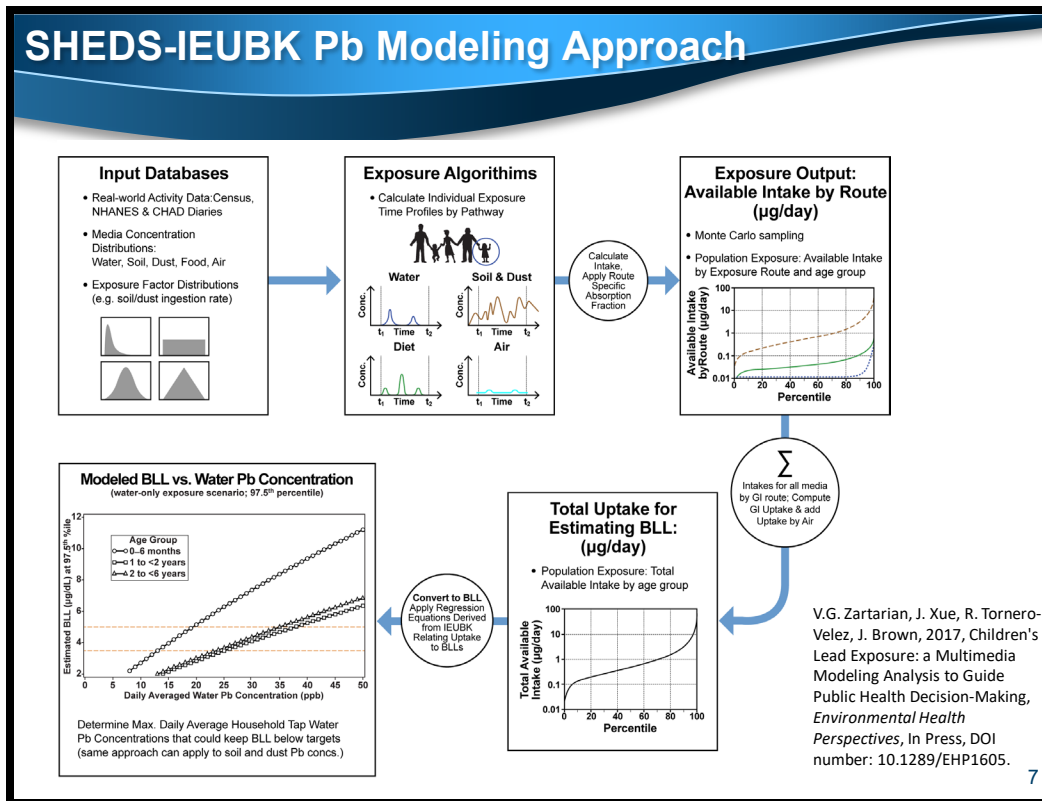 SHEDS-IEUBK Pb Modeling Approach
Input Databases
• Real-world Activity Data:Census,
NHANES & CHAD Diaries
• Media Concentration
Distributions:
Water, Soil, Dust, Food, Air
• Exposure Factor Distributions
(e.g. soil/dust ingestion rate)
Exposure Algorithims
• Calculate Individual Exposure
Time Profiles by Pathway
Water
Conc.
t1 Time t2
Soil & Dust
Conc.
t1 Time t2
Diet
Conc.
t1 Time t2
Air
Conc.
t1 Time t2
Calculate
Intake,
Apply Route
Specific
Absorption
Fraction
Exposure Output:
Available Intake by Route
(µg/day)
• Monte Carlo sampling
• Population Exposure: Available Intake
by Exposure Route and age group
Available Intake
byRoute (µg/day)
100
10
1
0.1
0.01
0 20 40 60 80 100
Percentile
∑
Intakes for all media
by GI route; Compute
GI Uptake & add
Uptake by Air
Total Uptake for
Estimating BLL:
(µg/day)
• Population Exposure: Total
Available Intake by age group
Total Available
Intake (µg/day)
100
10
1
0.1
0.01
0 20 40 60 80 100
Percentile
Convert to BLL
Apply Regression
Equations Derived
from IEUBK
Relating Uptake
to BLLs
Modeled BLL vs. Water Pb Concentration
(water-only exposure scenario; 97.5th percentile)
Estimated BLL (µg/dL) at 97.5th %ile
12
10
8
6
4
2
Age Group
0–6 months
1 to <2 years
2 to <6 years
0 5 10 15 20 25 30 35 40 45 50
Daily Averaged Water Pb Concentration (ppb)
Determine Max. Daily Average Household Tap Water
Pb Concentrations that could keep BLL below targets
(same approach can apply to soil and dust Pb concs.)
V.G. Zartarian, J. Xue, R. Tornero-
Velez, J. Brown, 2017, Children's
Lead Exposure: a Multimedia
Modeling Analysis to Guide
Public Health Decision-Making,
Environmental Health
Perspectives, In Press, DOI
number: 10.1289/EHP1605.
7